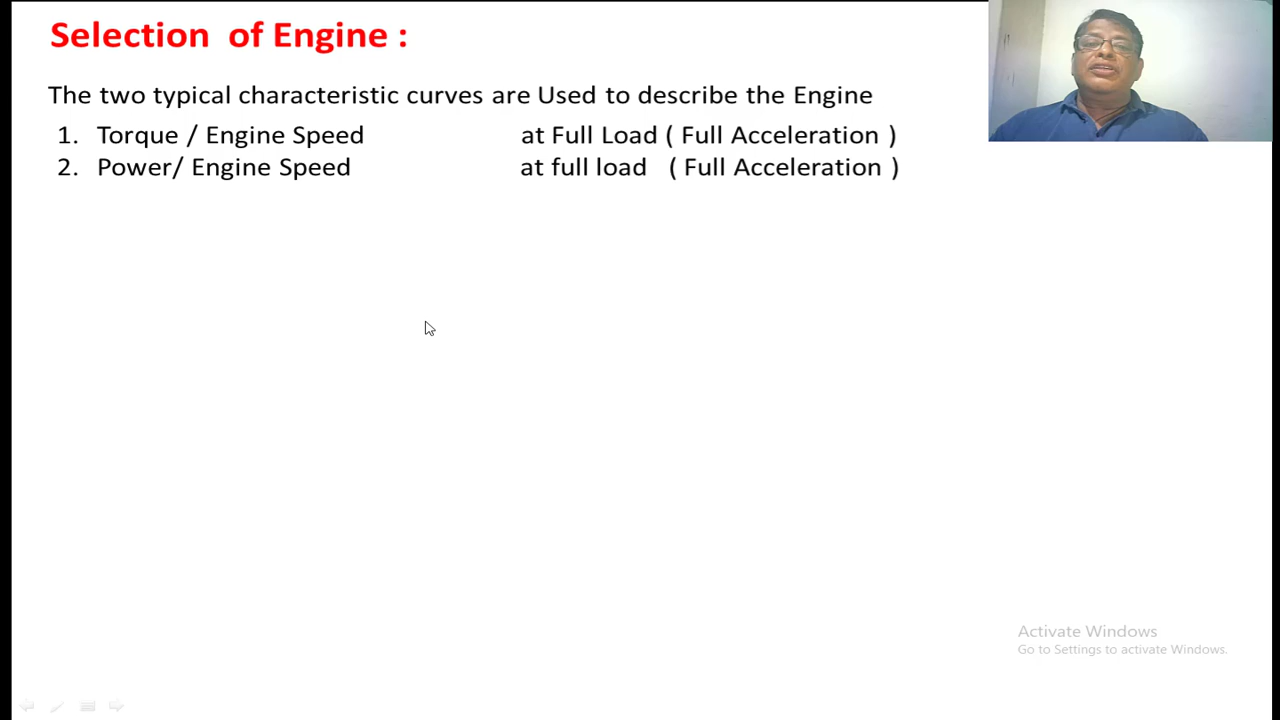 Selection of Engine :
The two typical characteristic curves are Used to describe the Engine
1. Torque / Engine Speed at Full Load ( Full Acceleration )
2. Power/ Engine Speed at full load ( Full Acceleration )
Activate Windows
Go to Settings to activate Windows.